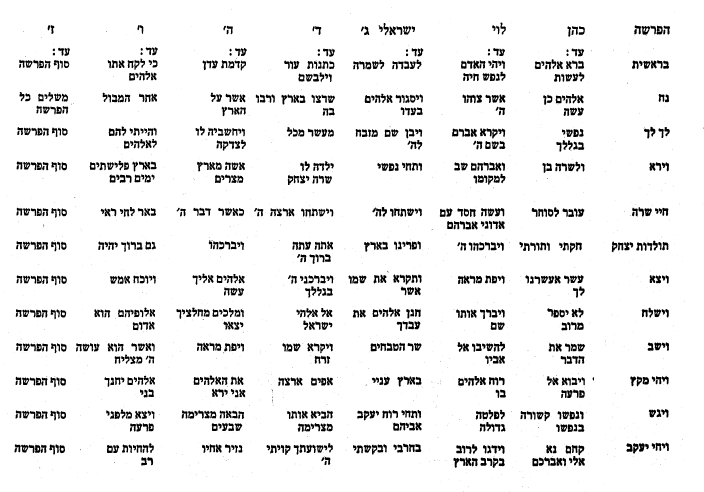 הפרשה כהן לוי ישראלי ג' ד' ה' ו' ז'
עד: עד: עד: עד: עד: עד: עד:
בראשית ברא אלהים ויהי האדם לעבדה לשמרה כתנות עור קדמת עדן כי לקח אתו סוף הפרשה
לעשות לנפש חיה וילבשם אלהים
נח אלהים כן אשר צוהו ויסגור אלהים שרצו בארץ ורבו אשר על אחר המבול משלים כל
עשה ה' בעדו בה הארץ הפרשה
לך לך נפשי ויקרא אברם ויבן שם מזבח מעשר מכל ויחשביה לו והייתי להם סוף הפרשה
בגללך בשם ה' לה' לצדקה לאלהים
וירא ולשרה בן ואברהם שב ותחי נפשי ילדה לו אשה מארץ בארץ פלישתים סוף הפרשה
למקומו שרה יצחק מצרים ימים רבים
חיי שרה עובר לסוחר ועשה חסד עם וישתחו לה' וישתחו ארצה ה' כאשר דבר ה' באר לחי ראי סוף הפרשה
אדוני אברהם
תולדות יצחק חקתי ותורתי ויברכהו ה' ופרינו בארץ אתה עתה ויברכהו גם ברוך יהיה סוף הפרשה
ברוך ה'
ויצא עשר אעשרנו ויפת מראה ותקרא את שמו ויברכני ה' אלהים אליך ויוכח אמש סוף הפרשה
לך אשר בגללך עשה
וישלח לא יספר ויברך אותו חנן אלהים את אל אלהי ומלכים מחלציך אלופיהם הוא סוף הפרשה
מרוב שם עבדך ישראל יצאו אדום
וישב שמר את להשיבו אל שר הטבחים ויקרא שמו ויפת מראה ואשר הוא עושה סוף הפרשה
הדבר אביו זרח ה' מצליח
ויהי מקץ ויבוא אל רוח אלהים בארץ עניי אפים ארצה את האלהים אלהים יחנך סוף הפרשה
פרעה בו אני ירא בני
ויגש ונפשו קשורה לפלטה ותחי רוח יעקב הביא אותו הבאה מצרימה ויצא מלפני סוף הפרשה
בנפשו גדולה אביהם מצרימה שבעים פרעה
ויחי יעקב קחם נא וידגו לרוב בחרבי ובקשתי לישועתך קויתי נזיר אחיו להחיות עם סוף הפרשה
אלי ואברכם בקרב הארץ ה' רב